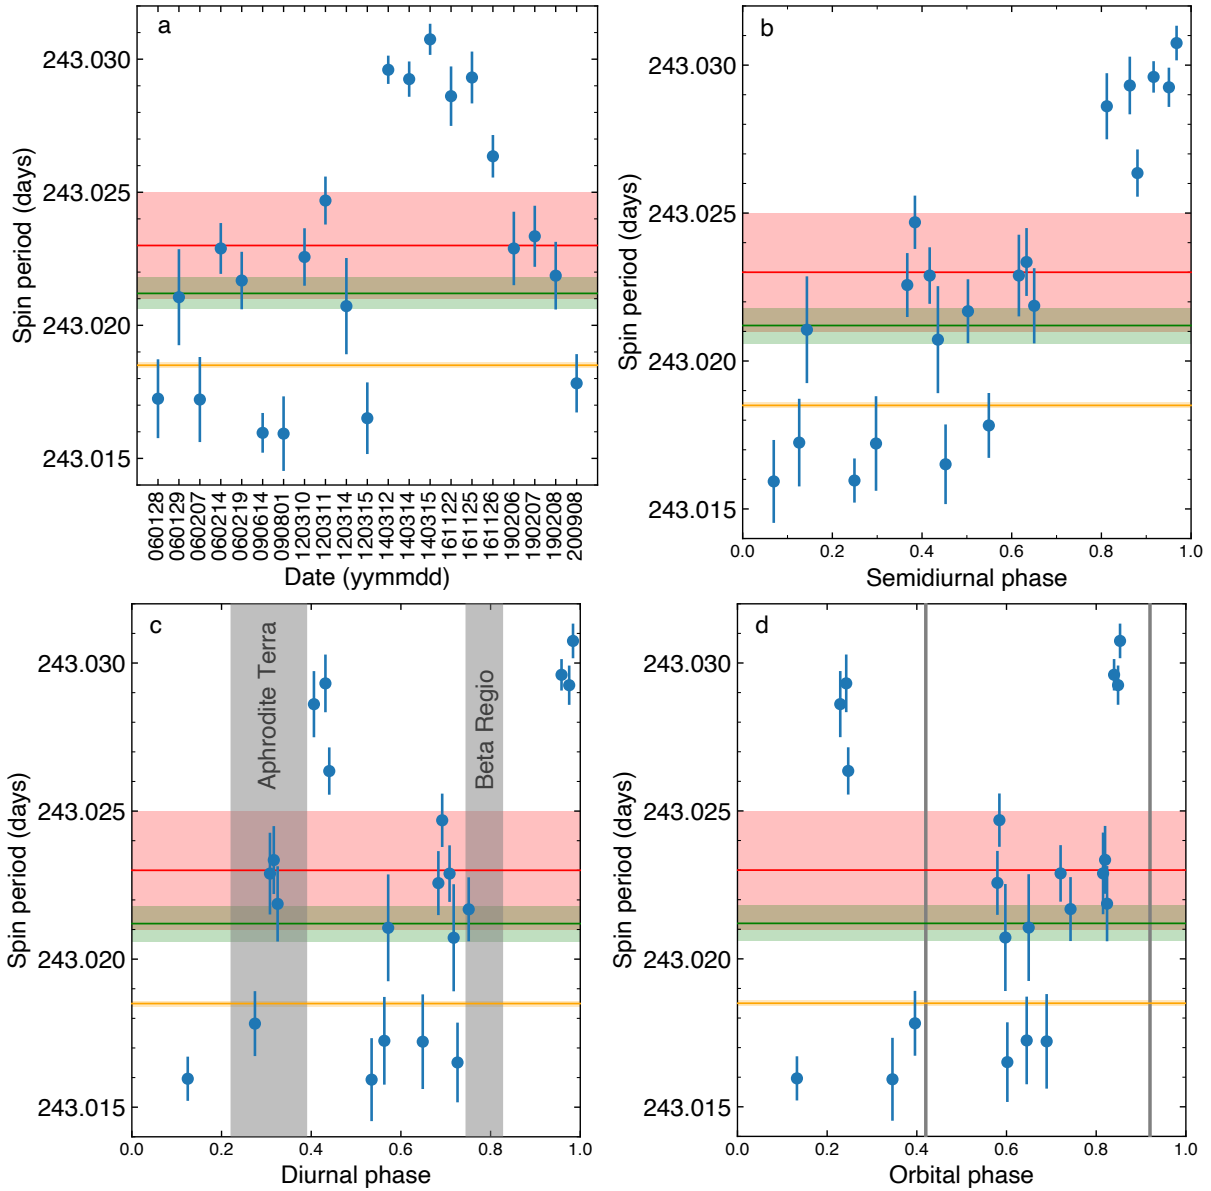 a
243.030
243.025
243.020
243.015
Spin period (days)
060128
060129
060207
060214
060219
090614
090801
120310
120311
120314
120315
140312
140314
140315
161122
161125
161126
190206
190207
190208
200908
Date (yymmdd)
b
243.030
243.025
243.020
243.015
Spin period (days)
0.0 0.2 0.4 0.6 0.8 1.0
Semidiurnal phase
c
Aphrodite Terra
Beta Regio
243.030
243.025
243.020
243.015
Spin period (days)
0.0 0.2 0.4 0.6 0.8 1.0
Diurnal phase
d
243.030
243.025
243.020
243.015
Spin period (days)
0.0 0.2 0.4 0.6 0.8 1.0
Orbital phase